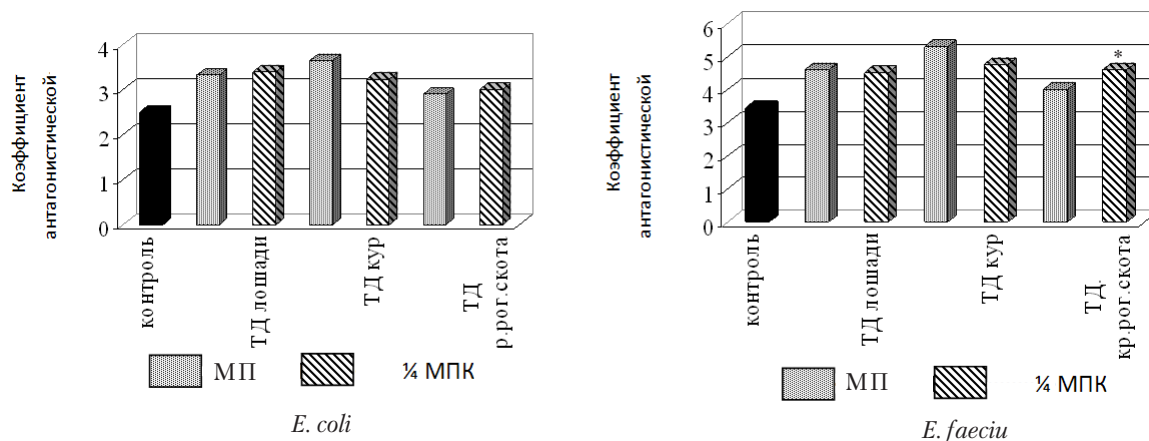 Коэффициент
антагонистической
4
3
2
1
0
контроль
ТД лошади
ТД кур
ТД
р.рог.скота
МП
¼ МПК
E. coli
Коэффициент
антагонистической
6
5
4
3
2
1
0
*
контроль
ТД лошади
ТД кур
ТД.
кр.рог.скота
МП
¼ МПК
E. faeciu